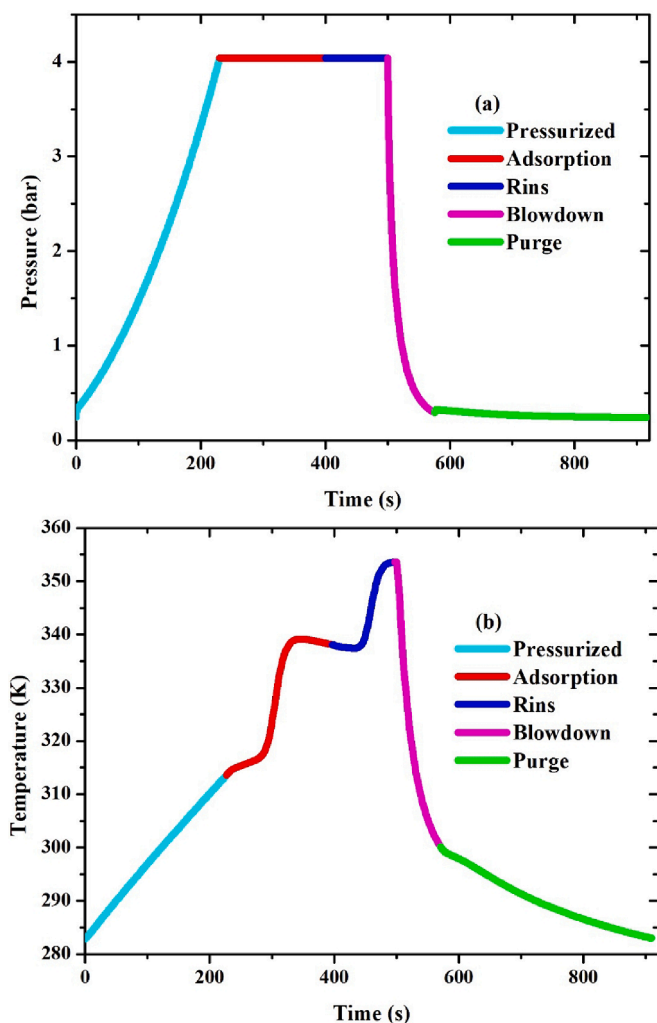 4
3
2
1
0
Pressure (bar)
(a)
Pressurized
Adsorption
Rins
Blowdown
Purge
0 200 400 600 800
Time (s)
360
350
340
330
320
310
300
290
280
Temperature (K)
(b)
Pressurized
Adsorption
Rins
Blowdown
Purge
0 200 400 600 800
Time (s)